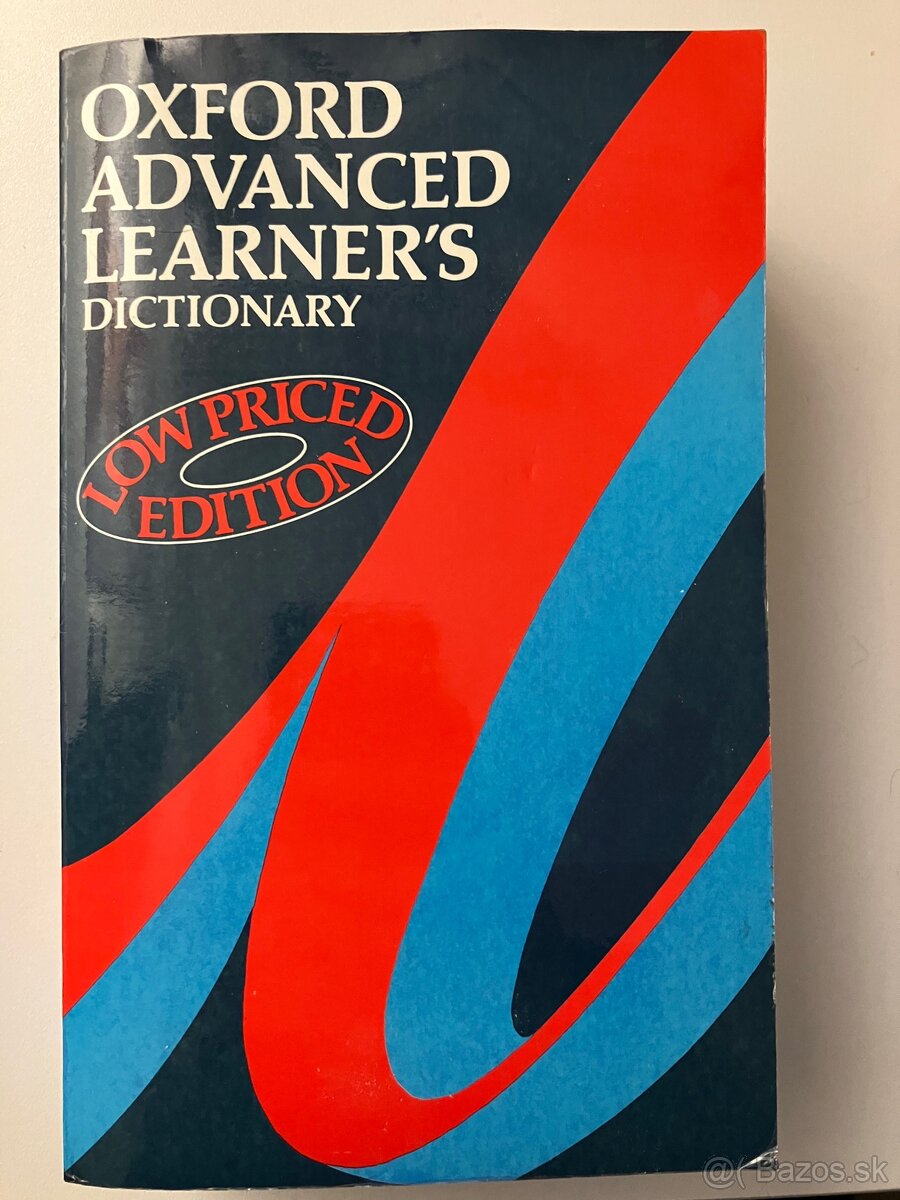 OXFORD
ADVANCED
LEARNER'S
DICTIONARY
LOW PRICED
EDITION
@( Bazos.sk